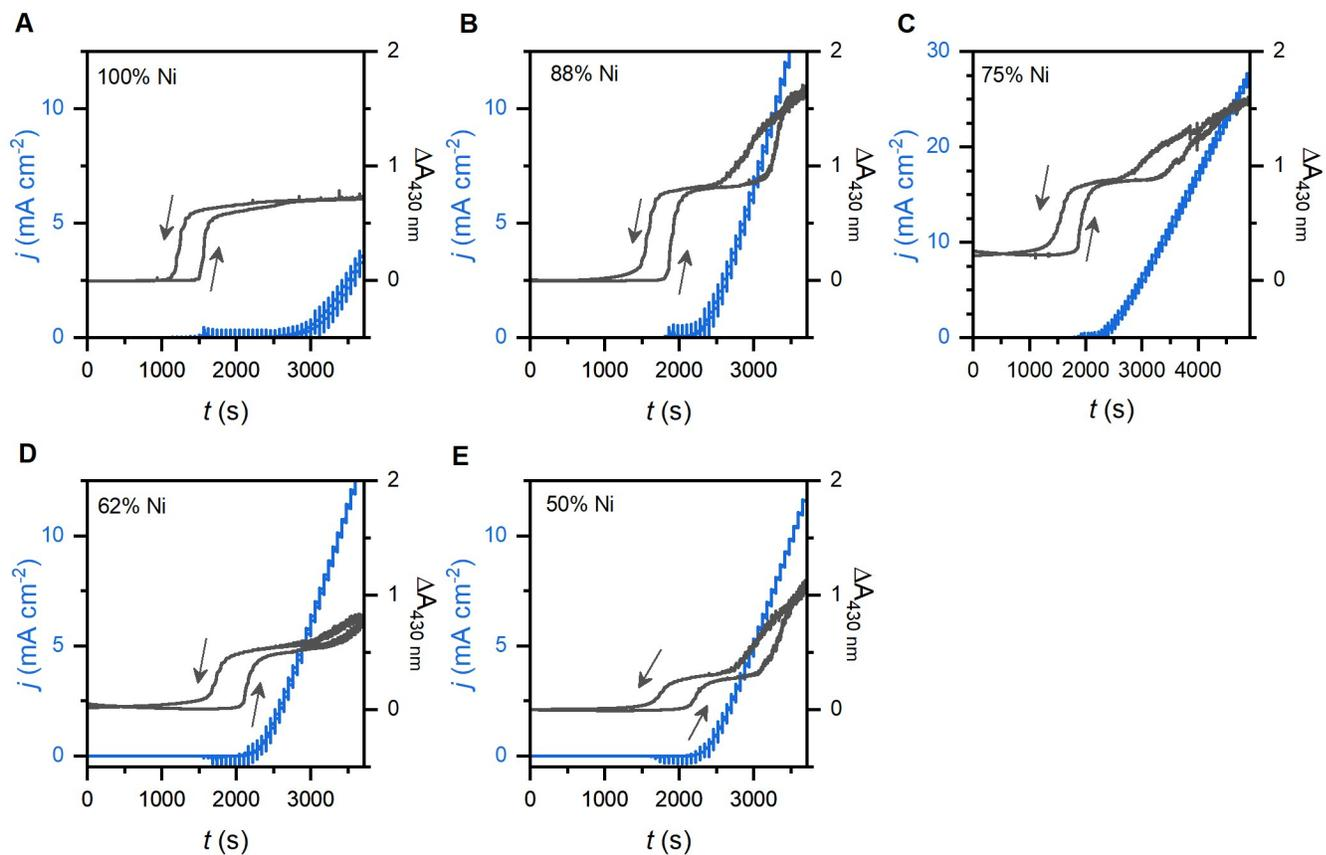 A
100% Ni
j (mA cm-2)
10
5
0
2
1
0
ΔA430 nm
0 1000 2000 3000
t (s)
B
88% Ni
j (mA cm-2)
10
5
0
2
1
0
ΔA430 nm
0 1000 2000 3000
t (s)
C
75% Ni
j (mA cm-2)
30
20
10
0
2
1
0
ΔA430 nm
0 1000 2000 3000 4000
t (s)
D
62% Ni
j (mA cm-2)
10
5
0
2
1
0
ΔA430 nm
0 1000 2000 3000
t (s)
E
50% Ni
j (mA cm-2)
10
5
0
2
1
0
ΔA430 nm
0 1000 2000 3000
t (s)